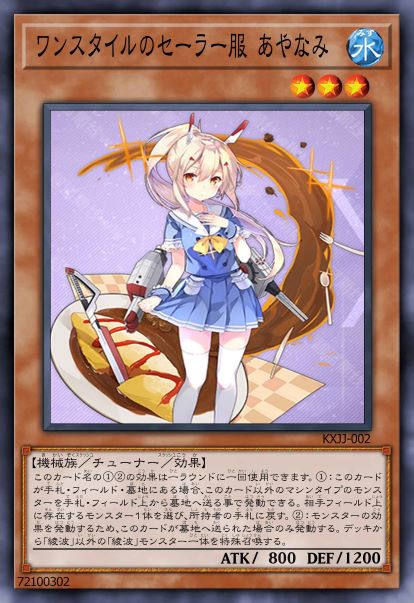 ワンスタイルのセーラー服 あやなみ
みず
水
KXJJ-002
【機械族／チューナー／効果】
このカード名の①②の効果は一ラウンドに一回使用できます。①：このカード
が手札・フィールド・墓地にある場合、このカード以外のマシンタイプのモンス
ターを手札・フィールド上から墓地へ送る事で発動できる。相手フィールド上
に存在するモンスター１体を選び、所持者の手札に戻す。②：モンスターの効
果を発動するため、このカードが墓地へ送られた場合のみ発動する。デッキか
ら「綾波」以外の「綾波」モンスター一体を特殊召喚する。
ATK/ 800 DEF/1200
72100302